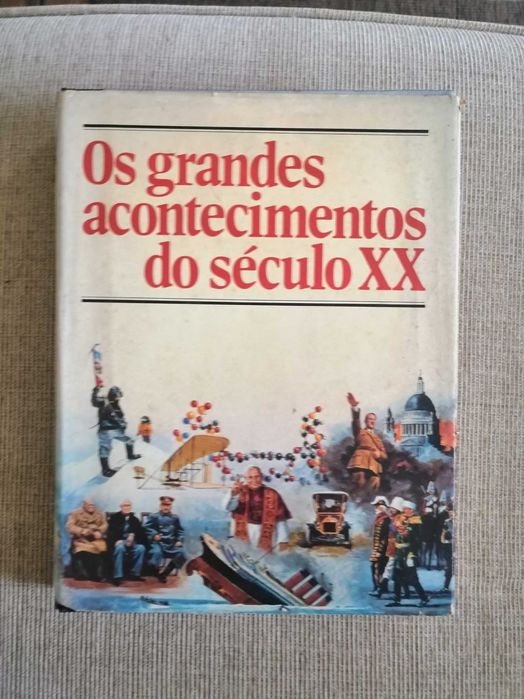 Os grandes
acontecimentos
do século XX